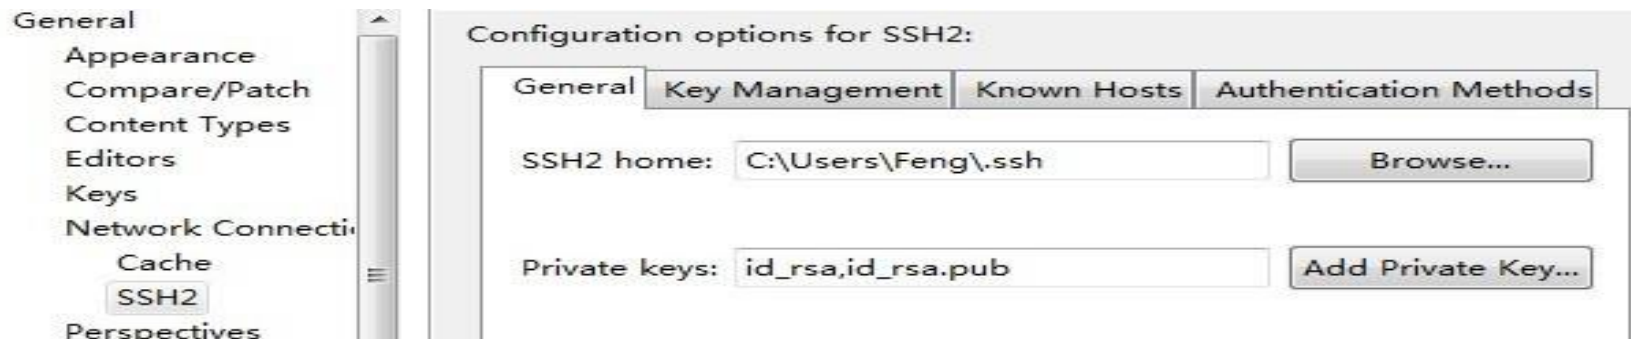 General
Appearance
Compare/Patch
Content Types
Editors
Keys
Network Connecti
Cache
SSH2
Perspectives
Configuration options for SSH2:
General Key Management Known Hosts Authentication Methods
SSH2 home: C:\Users\Feng\.ssh Browse...
Private keys: id_rsa,id_rsa.pub Add Private Key...